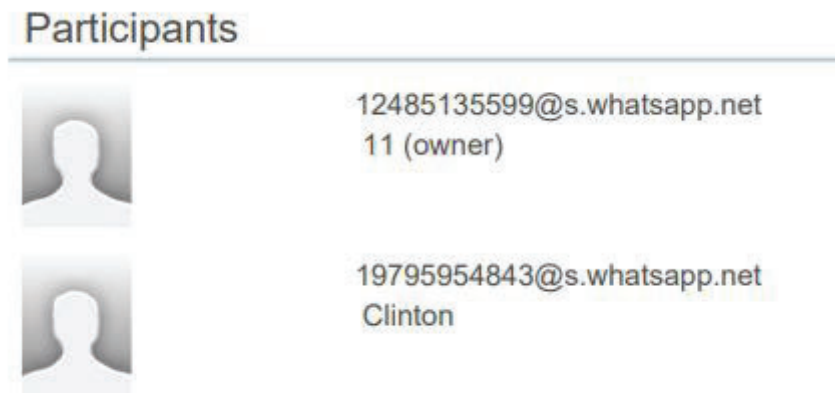 Participants
12485135599@s.whatsapp.net
11 (owner)
19795954843@s.whatsapp.net
Clinton